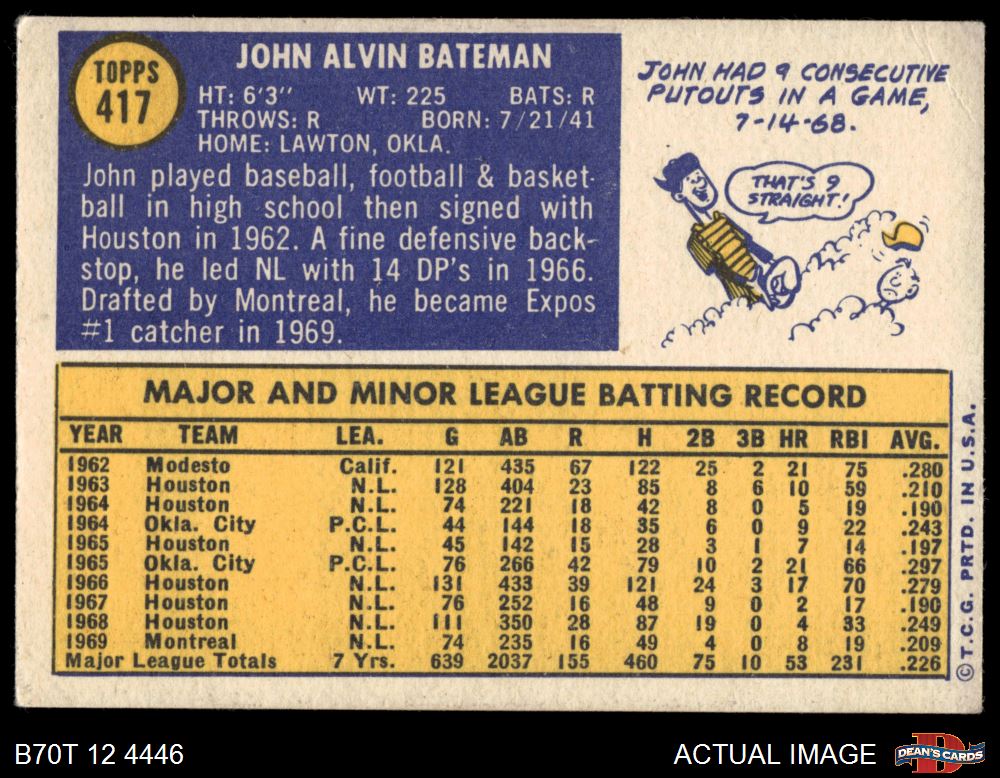 TOPPS
417
JOHN ALVIN BATEMAN
HT: 6'3" WT: 225 BATS: R
THROWS: R BORN: 7/21/41
HOME: LAWTON, OKLA.
John played baseball, football & basket-
ball in high school then signed with
Houston in 1962. A fine defensive back-
stop, he led NL with 14 DP's in 1966.
Drafted by Montreal, he became Expos
#1 catcher in 1969.
JOHN HAD 9 CONSECUTIVE
PUTOUTS IN A GAME,
7-14-68.
THAT'S 9
STRAIGHT!
MAJOR AND MINOR LEAGUE BATTING RECORD
YEAR TEAM LEA. G AB R H 2B 3B HR RBI AVG.
1962 Modesto Calif. 121 435 67 122 25 2 21 75 .280
1963 Houston N.L. 128 404 23 85 8 6 10 59 .210
1964 Houston N.L. 74 221 18 42 8 0 5 19 .190
1964 Okla. City P.C.L. 44 144 18 35 6 0 9 22 .243
1965 Houston N.L. 45 142 15 28 3 1 7 14 .197
1965 Okla. City P.C.L. 76 266 42 79 10 2 21 66 .297
1966 Houston N.L. 131 433 39 121 24 3 17 70 .279
1967 Houston N.L. 76 252 16 48 9 0 2 17 .190
1968 Houston N.L. 111 350 28 87 19 0 4 33 .249
1969 Montreal N.L. 74 235 16 49 4 0 8 19 .209
Major League Totals 7 Yrs. 639 2037 155 460 75 10 53 231 .226
© T.C.G. PRTD. IN U.S.A.
B70T 12 4446
ACTUAL IMAGE
DEAN'S CARDS